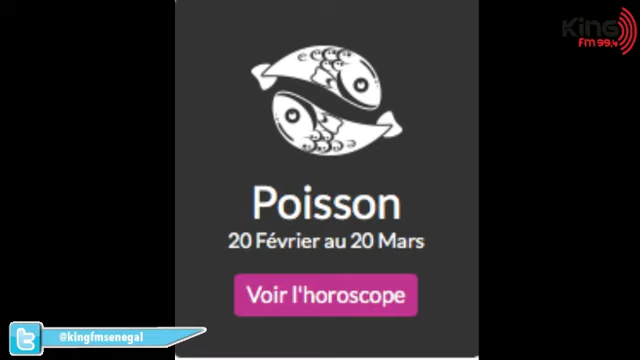 King
FM 99,4
Poisson
20 Février au 20 Mars
Voir l'horoscope
@kingfmsenegal